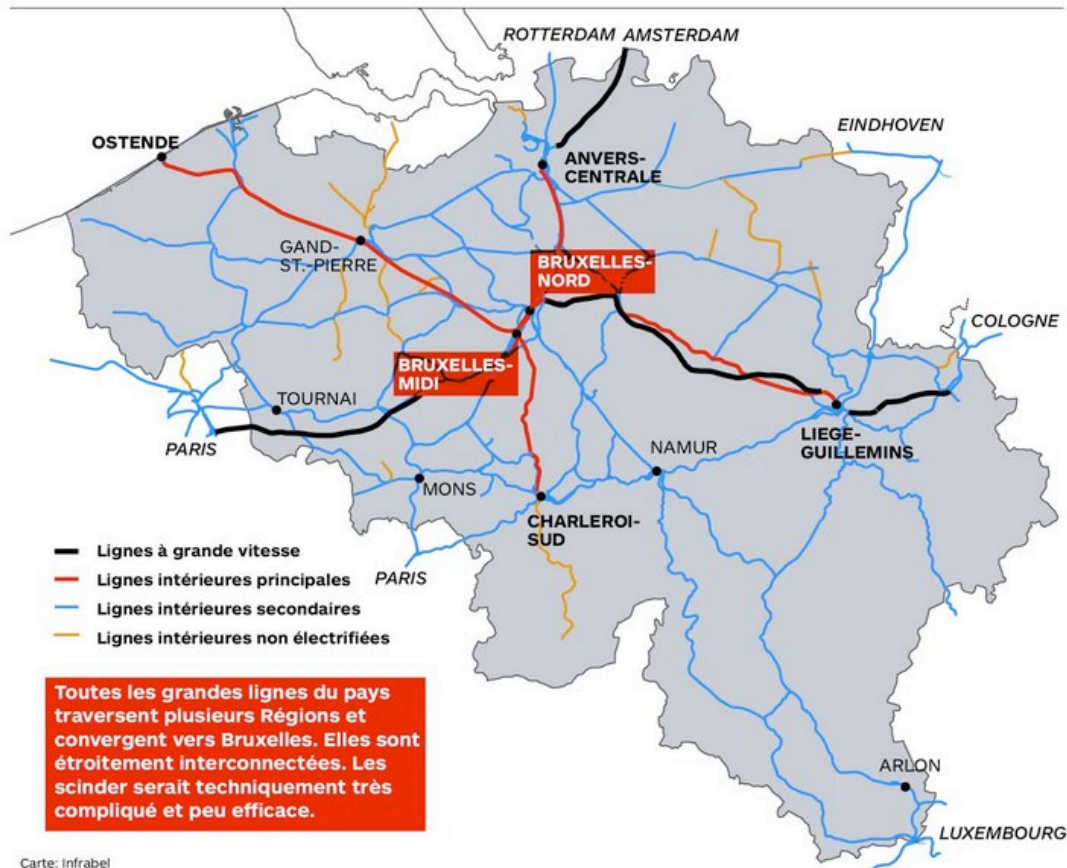 ROTTERDAM
AMSTERDAM
EINDHOVEN
OSTENDE
ANVERS-
CENTRALE
GAND-
ST.-PIERRE
BRUXELLES-
NORD
COLOGNE
BRUXELLES-
MIDI
TOURNAI
PARIS
NAMUR
LIEGE-
GUILLEMINS
MONS
CHARLEROI-
SUD
PARIS
Lignes à grande vitesse
Lignes intérieures principales
Lignes intérieures secondaires
Lignes intérieures non électrifiées
Toutes les grandes lignes du pays
traversent plusieurs Régions et
convergent vers Bruxelles. Elles sont
étroitement interconnectées. Les
scinder serait techniquement très
compliqué et peu efficace.
ARLON
LUXEMBOURG
Carte: Infrabel